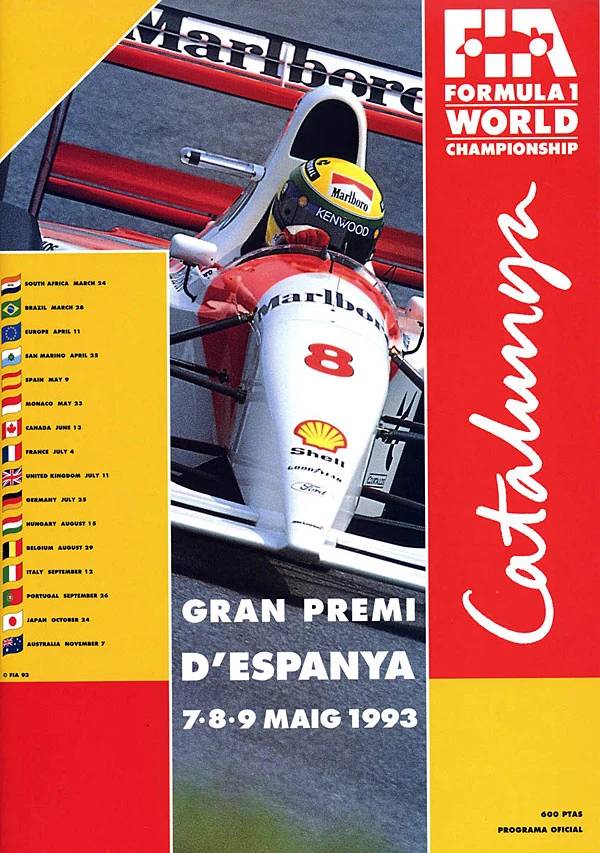 FIA
FORMULA 1
WORLD
CHAMPIONSHIP
Catalunya
Marlboro
Marlboro
Marlboro
KENWOOD
Marlboro
8
Shell
GOODYEAR
Ford
SOUTH AFRICA MARCH 24
BRAZIL MARCH 28
EUROPE APRIL 11
SAN MARINO APRIL 25
SPAIN MAY 9
MONACO MAY 23
CANADA JUNE 13
FRANCE JULY 4
UNITED KINGDOM JULY 11
GERMANY JULY 25
HUNGARY AUGUST 15
BELGIUM AUGUST 29
ITALY SEPTEMBER 12
PORTUGAL SEPTEMBER 26
JAPAN OCTOBER 24
AUSTRALIA NOVEMBER 7
© FIA 93
GRAN PREMI
D'ESPANYA
7·8·9 MAIG 1993
600 PTAS
PROGRAMA OFICIAL